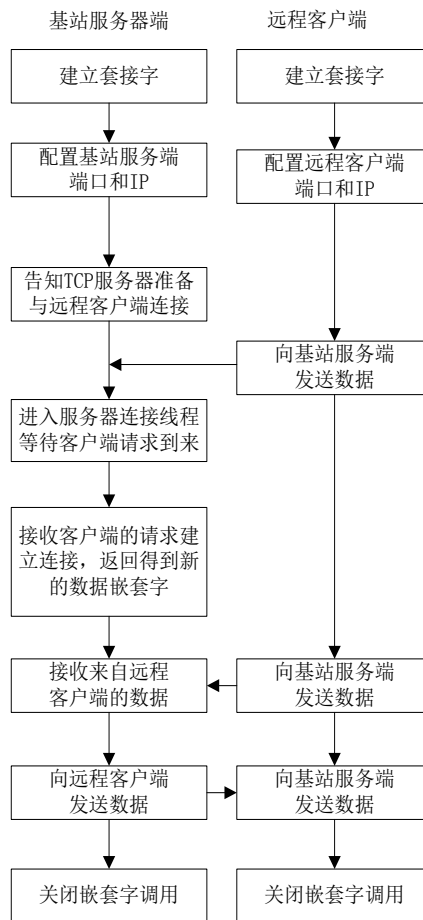 基站服务器端
远程客户端
建立套接字
建立套接字
配置基站服务端
端口和IP
配置远程客户端
端口和IP
告知TCP服务器准备
与远程客户端连接
向基站服务端
发送数据
进入服务器连接线程
等待客户端请求到来
接收客户端的请求建
立连接，返回得到新
的数据嵌套字
接收来自远程
客户端的数据
向基站服务端
发送数据
向远程客户端
发送数据
向基站服务端
发送数据
关闭嵌套字调用
关闭嵌套字调用